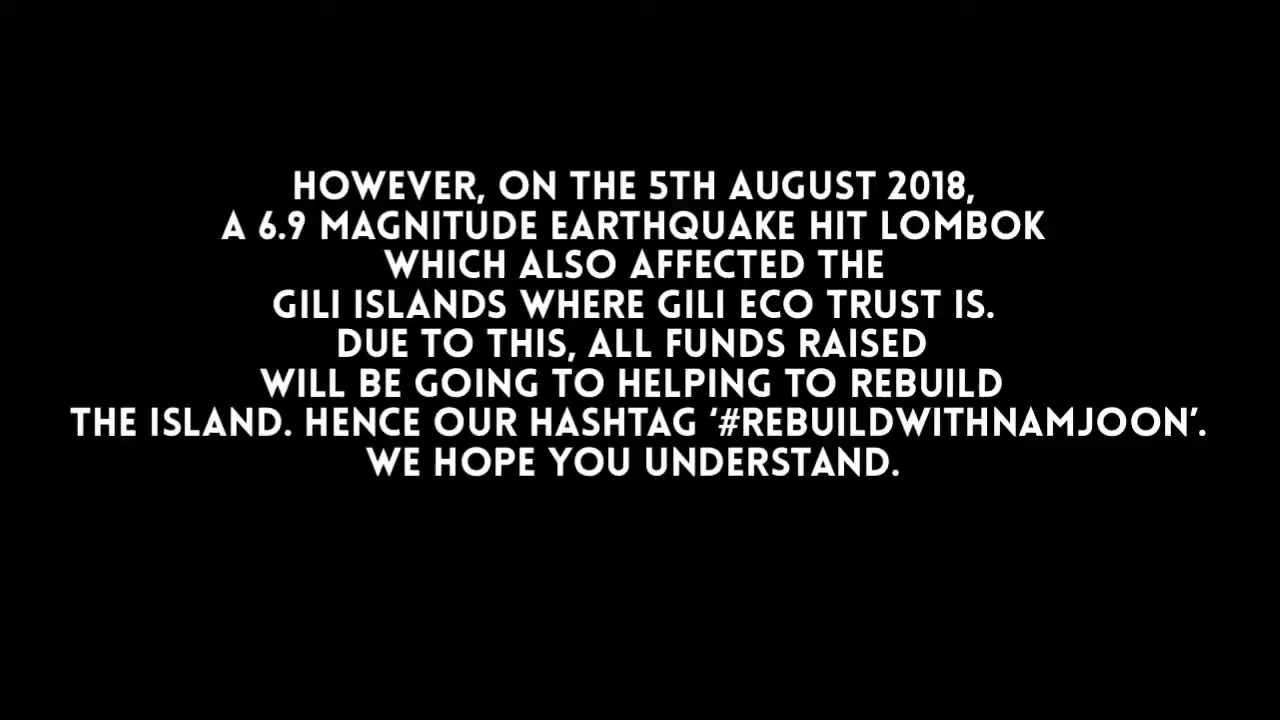 HOWEVER, ON THE 5TH AUGUST 2018,
A 6.9 MAGNITUDE EARTHQUAKE HIT LOMBOK
WHICH ALSO AFFECTED THE
GILI ISLANDS WHERE GILI ECO TRUST IS.
DUE TO THIS, ALL FUNDS RAISED
WILL BE GOING TO HELPING TO REBUILD
THE ISLAND. HENCE OUR HASHTAG ‘#REBUILDWITHNAMJOON’.
WE HOPE YOU UNDERSTAND.